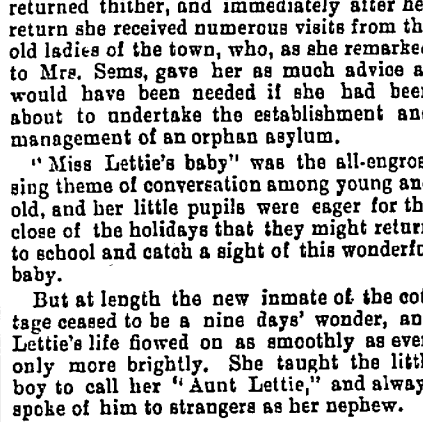 returned thither, and immediately after he
return she received numerous visits from th
old ladies of the town, who, as she remarke
to Mrs. Sems, gave her as much advice a
would have been needed if she had bee
about to undertake the establishment an
management of an orphan asylum.
"Miss Lettie's baby" was the all-engros
sing theme of conversation among young an
old, and her little pupils were eager for th
close of the holidays that they might retur
to school and catch a sight of this wonderfu
baby.
But at length the new inmate of the cot
tage ceased to be a nine days' wonder, an
Lettie's life flowed on as smoothly as eve
only more brightly. She taught the littl
boy to call her "Aunt Lettie," and alway
spoke of him to strangers as her nephew.